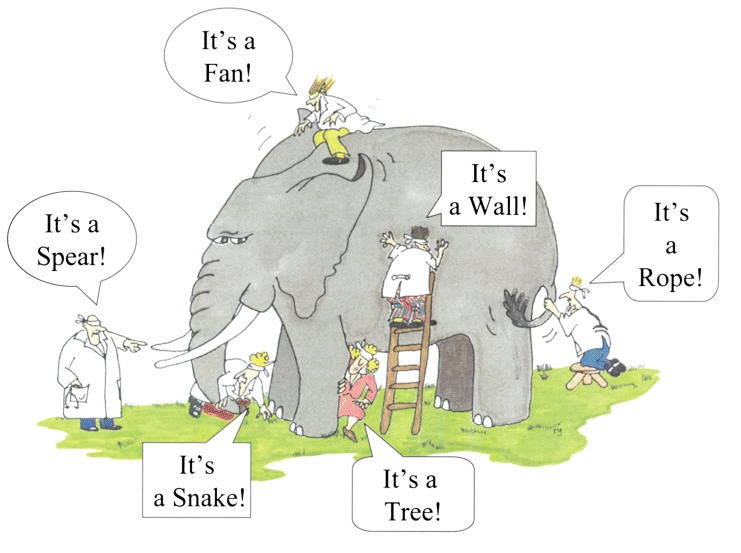 It's a
Fan!
It's
a Wall!
It's
a
Rope!
It's a
Spear!
It's
a Snake!
It's a
Tree!